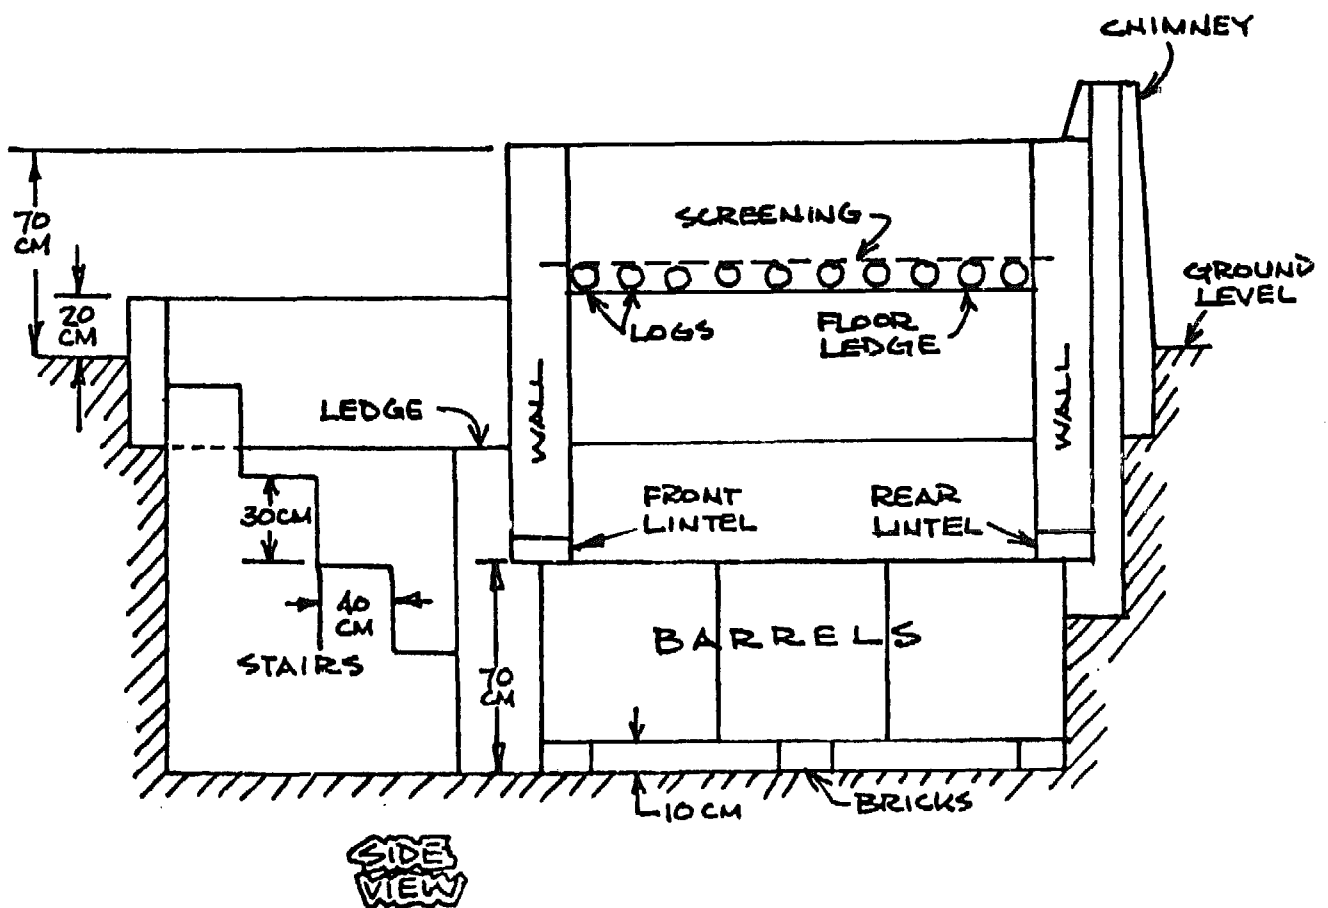 CHIMNEY
70
CM
SCREENING
GROUND
LEVEL
20
CM
LOGS
FLOOR
LEDGE
LEDGE
WALL
WALL
30CM
FRONT
LINTEL
REAR
LINTEL
40
CM
BARRELS
STAIRS
70
CM
10 CM
BRICKS
SIDE
VIEW